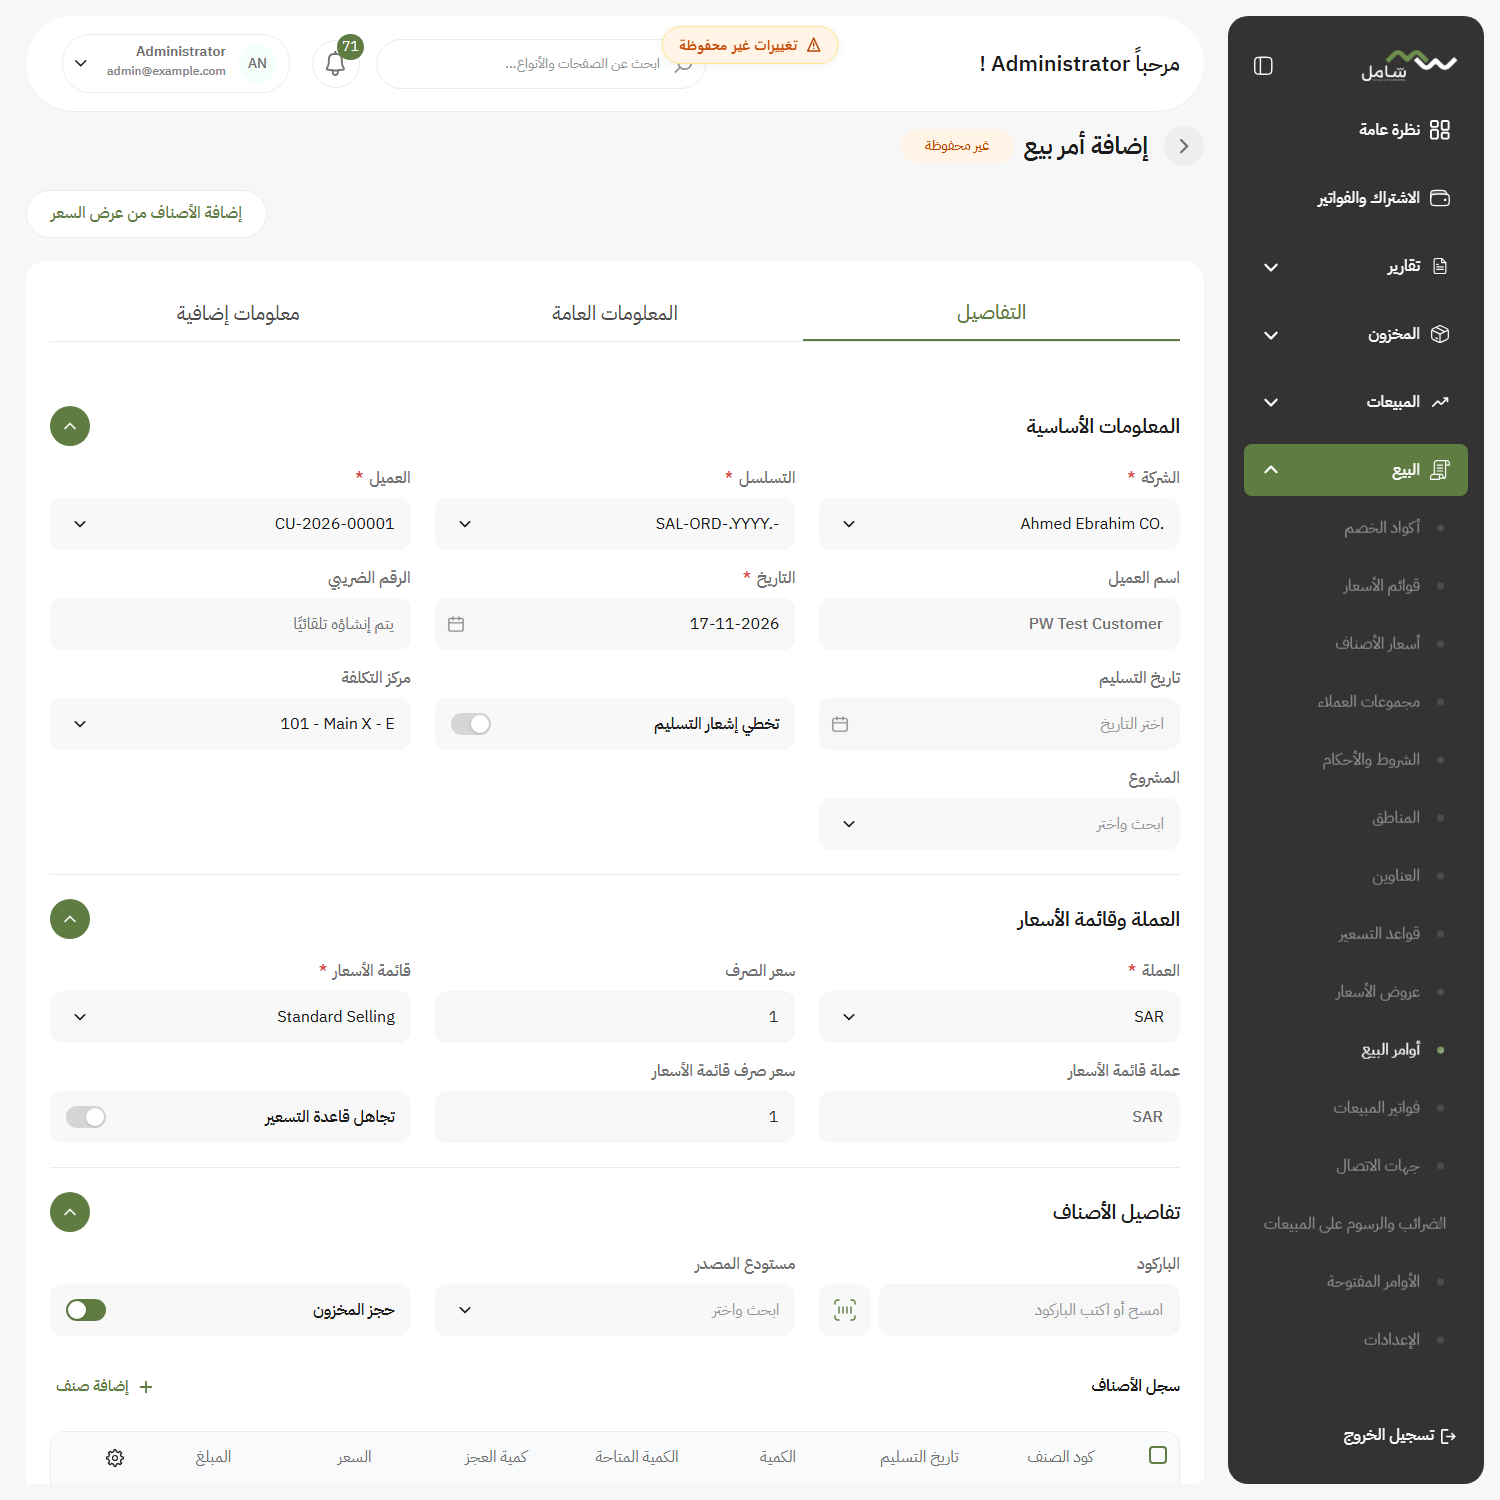 شامل
نظرة عامة
الاشتراك والفواتير
تقارير
المخزون
المبيعات
البيع
أكواد الخصم
قوائم الأسعار
أسعار الأصناف
مجموعات العملاء
الشروط والأحكام
المناطق
العناوين
قواعد التسعير
عروض الأسعار
أوامر البيع
فواتير المبيعات
جهات الاتصال
الضرائب والرسوم على المبيعات
الأوامر المفتوحة
الإعدادات
تسجيل الخروج
مرحباً Administrator !
تغييرات غير محفوظة
ابحث عن الصفحات والأنواع...
71
AN
Administrator
admin@example.com
إضافة أمر بيع
غير محفوظة
إضافة الأصناف من عرض السعر
التفاصيل
المعلومات العامة
معلومات إضافية
المعلومات الأساسية
الشركة *
التسلسل *
العميل *
Ahmed Ebrahim CO.
SAL-ORD-.YYYY.-
CU-2026-00001
اسم العميل
التاريخ *
الرقم الضريبي
PW Test Customer
17-11-2026
يتم إنشاؤه تلقائيًا
تاريخ التسليم
مركز التكلفة
اختر التاريخ
تخطي إشعار التسليم
101 - Main X - E
المشروع
ابحث واختر
العملة وقائمة الأسعار
العملة *
سعر الصرف
قائمة الأسعار *
SAR
1
Standard Selling
عملة قائمة الأسعار
سعر صرف قائمة الأسعار
SAR
1
تجاهل قاعدة التسعير
تفاصيل الأصناف
الباركود
مستودع المصدر
امسح أو اكتب الباركود
ابحث واختر
حجز المخزون
سجل الأصناف
إضافة صنف
كود الصنف
تاريخ التسليم
الكمية
الكمية المتاحة
كمية العجز
السعر
المبلغ